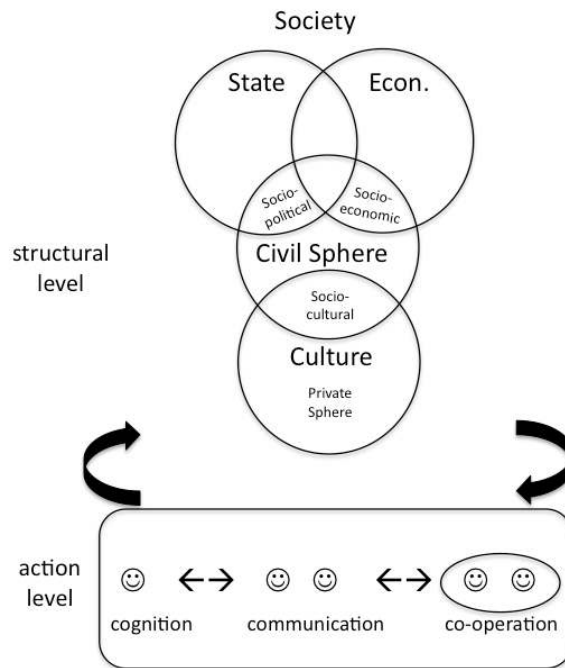 Society
State Econ.
Socio-
political
Socio-
economic
structural
level
Civil Sphere
Socio-
cultural
Culture
Private
Sphere
action
level
cognition communication co-operation